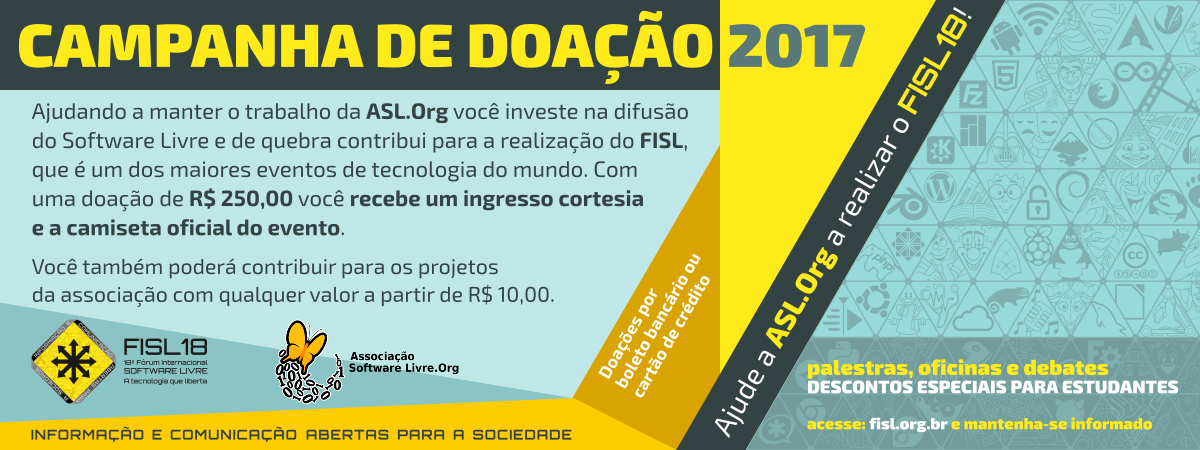 CAMPANHA DE DOAÇÃO 2017
Ajudando a manter o trabalho da ASL.Org você investe na difusão
do Software Livre e de quebra contribui para a realização do FISL,
que é um dos maiores eventos de tecnologia do mundo. Com
uma doação de R$ 250,00 você recebe um ingresso cortesia
e a camiseta oficial do evento.
Você também poderá contribuir para os projetos
da associação com qualquer valor a partir de R$ 10,00.
FISL18
18º Fórum Internacional
SOFTWARE LIVRE
A tecnologia que liberta
Associação
Software Livre.Org
INFORMAÇÃO E COMUNICAÇÃO ABERTAS PARA A SOCIEDADE
Doações por
boleto bancário ou
cartão de crédito
Ajude a ASL.Org a realizar o FISL18!
palestras, oficinas e debates
DESCONTOS ESPECIAIS PARA ESTUDANTES
acesse: fisl.org.br e mantenha-se informado